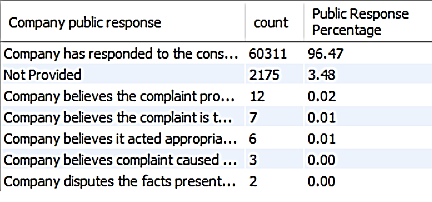 Company public response count Public Response Percentage
Company has responded to the cons... 60311 96.47
Not Provided 2175 3.48
Company believes the complaint pro... 12 0.02
Company believes the complaint is t... 7 0.01
Company believes it acted appropria... 6 0.01
Company believes complaint caused ... 3 0.00
Company disputes the facts present... 2 0.00